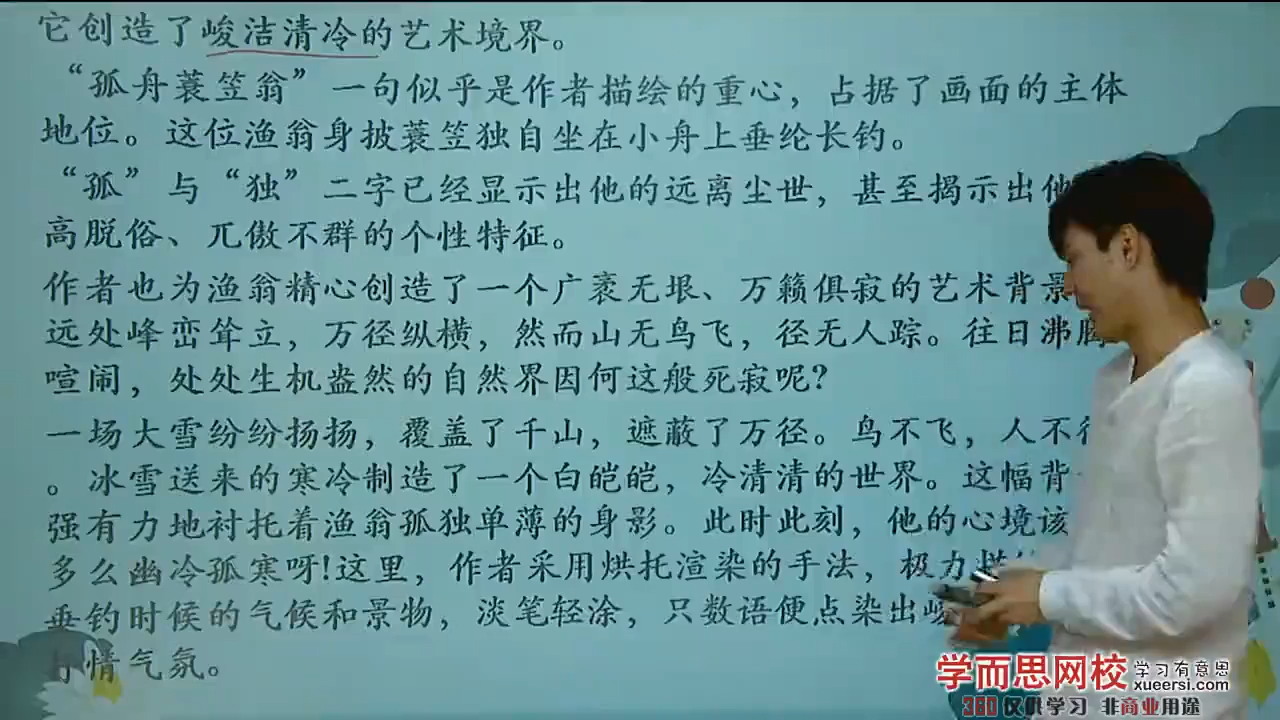 它创造了峻洁清冷的艺术境界。
“孤舟蓑笠翁”一句似乎是作者描绘的重心，占据了画面的主体
地位。这位渔翁身披蓑笠独自坐在小舟上垂纶长钓。
“孤”与“独”二字已经显示出他的远离尘世，甚至揭示出他
高脱俗、兀傲不群的个性特征。
作者也为渔翁精心创造了一个广袤无垠、万籁俱寂的艺术背景
远处峰峦耸立，万径纵横，然而山无鸟飞，径无人踪。往日沸腾
喧闹，处处生机盎然的自然界因何这般死寂呢?
一场大雪纷纷扬扬，覆盖了千山，遮蔽了万径。鸟不飞，人不行
。冰雪送来的寒冷制造了一个白皑皑，冷清清的世界。这幅背
强有力地衬托着渔翁孤独单薄的身影。此时此刻，他的心境该
多么幽冷孤寒呀!这里，作者采用烘托渲染的手法，极力
垂钓时候的气候和景物，淡笔轻涂，只数语便点染出峻
情气氛。
学而思网校 学习有意思
xueersi.com
360 仅供学习 非商业用途